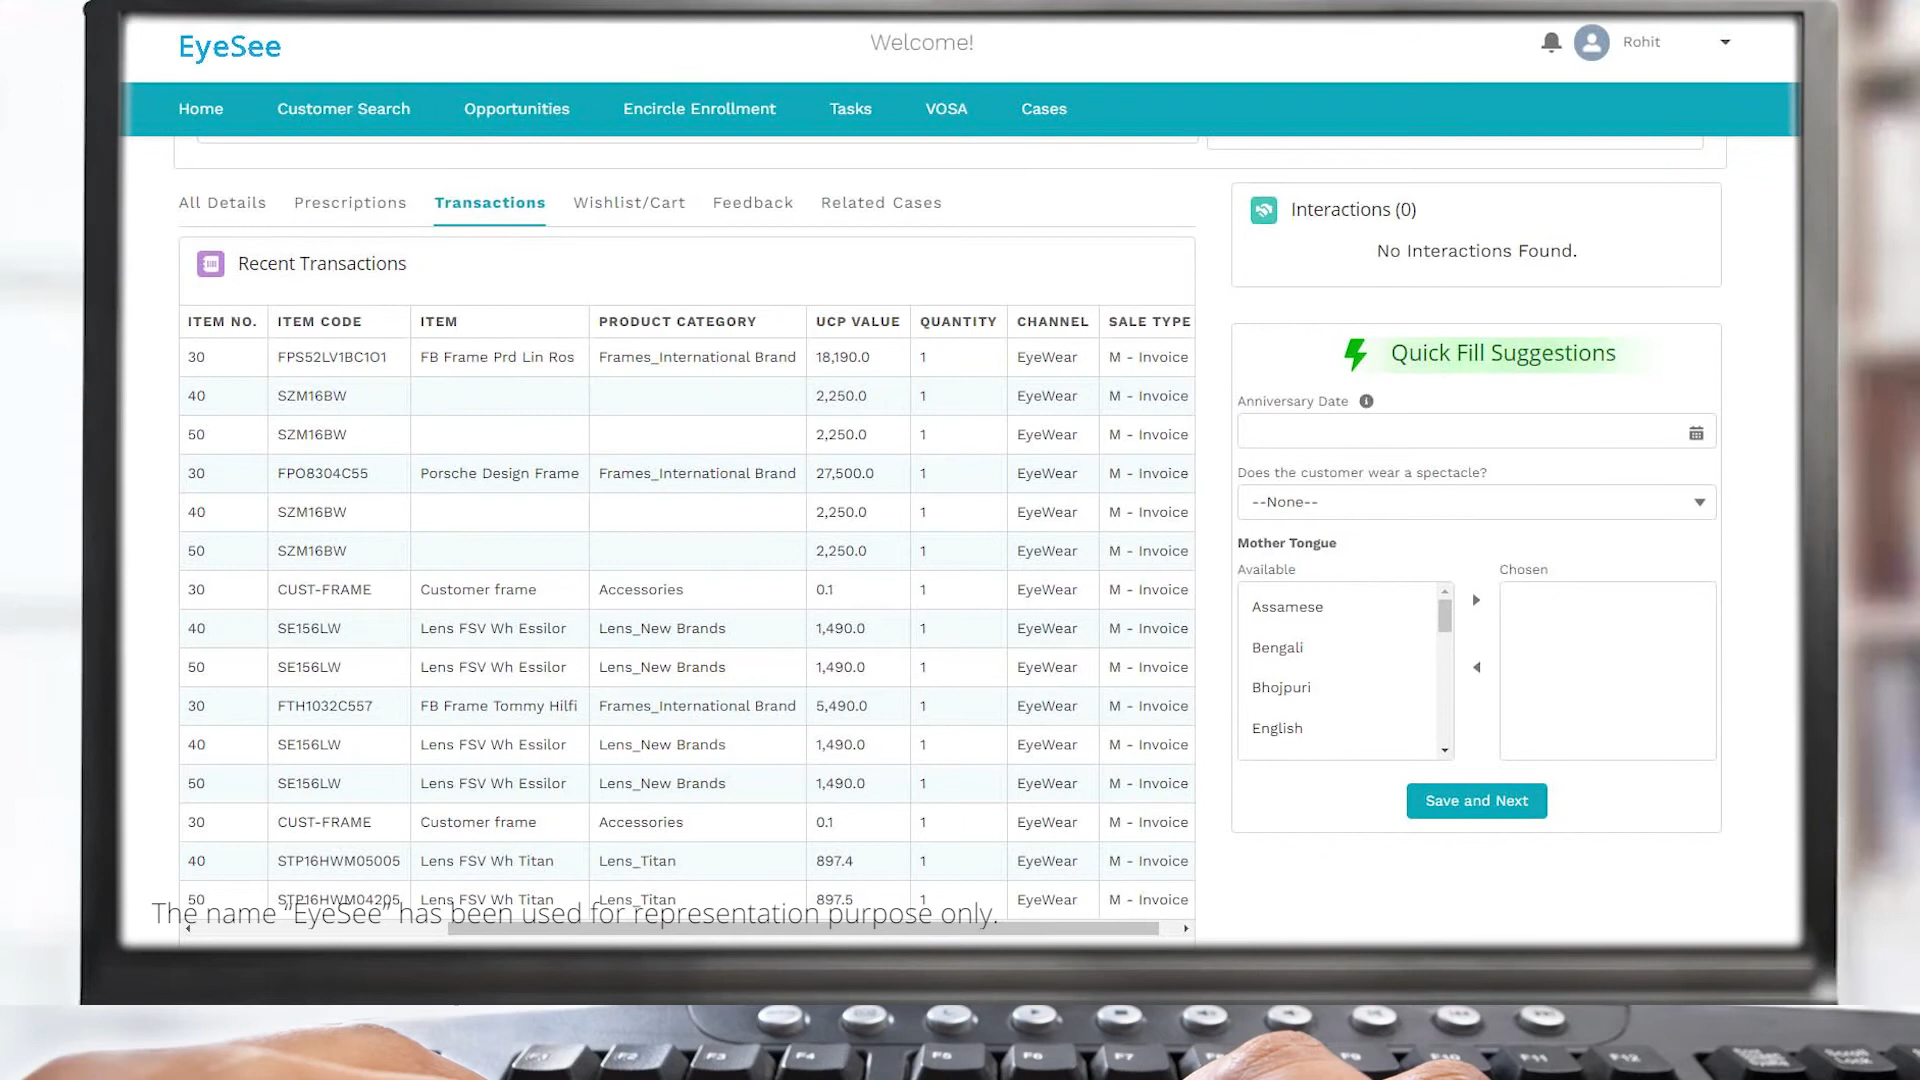 EyeSee
Welcome!
Rohit
Home Customer Search Opportunities Encircle Enrollment Tasks VOSA Cases
All Details Prescriptions Transactions Wishlist/Cart Feedback Related Cases
Recent Transactions
ITEM NO. ITEM CODE ITEM PRODUCT CATEGORY UCP VALUE QUANTITY CHANNEL SALE TYPE
30 FPS52LV1BC1O1 FB Frame Prd Lin Ros Frames_International Brand 18,190.0 1 EyeWear M - Invoice
40 SZM16BW 2,250.0 1 EyeWear M - Invoice
50 SZM16BW 2,250.0 1 EyeWear M - Invoice
30 FPO8304C55 Porsche Design Frame Frames_International Brand 27,500.0 1 EyeWear M - Invoice
40 SZM16BW 2,250.0 1 EyeWear M - Invoice
50 SZM16BW 2,250.0 1 EyeWear M - Invoice
30 CUST-FRAME Customer frame Accessories 0.1 1 EyeWear M - Invoice
40 SE156LW Lens FSV Wh Essilor Lens_New Brands 1,490.0 1 EyeWear M - Invoice
50 SE156LW Lens FSV Wh Essilor Lens_New Brands 1,490.0 1 EyeWear M - Invoice
30 FTH1032C557 FB Frame Tommy Hilfi Frames_International Brand 5,490.0 1 EyeWear M - Invoice
40 SE156LW Lens FSV Wh Essilor Lens_New Brands 1,490.0 1 EyeWear M - Invoice
50 SE156LW Lens FSV Wh Essilor Lens_New Brands 1,490.0 1 EyeWear M - Invoice
30 CUST-FRAME Customer frame Accessories 0.1 1 EyeWear M - Invoice
40 STP16HWM05005 Lens FSV Wh Titan Lens_Titan 897.4 1 EyeWear M - Invoice
50 STP16HWM04205 Lens FSV Wh Titan Lens_Titan 897.5 1 EyeWear M - Invoice
The name “EyeSee” has been used for representation purpose only.
Interactions (0)
No Interactions Found.
Quick Fill Suggestions
Anniversary Date
Does the customer wear a spectacle?
--None--
Mother Tongue
Available Chosen
Assamese
Bengali
Bhojpuri
English
Save and Next
F1 F2 F3 F4 F5 F6 F7 F9 F10 F11 F12